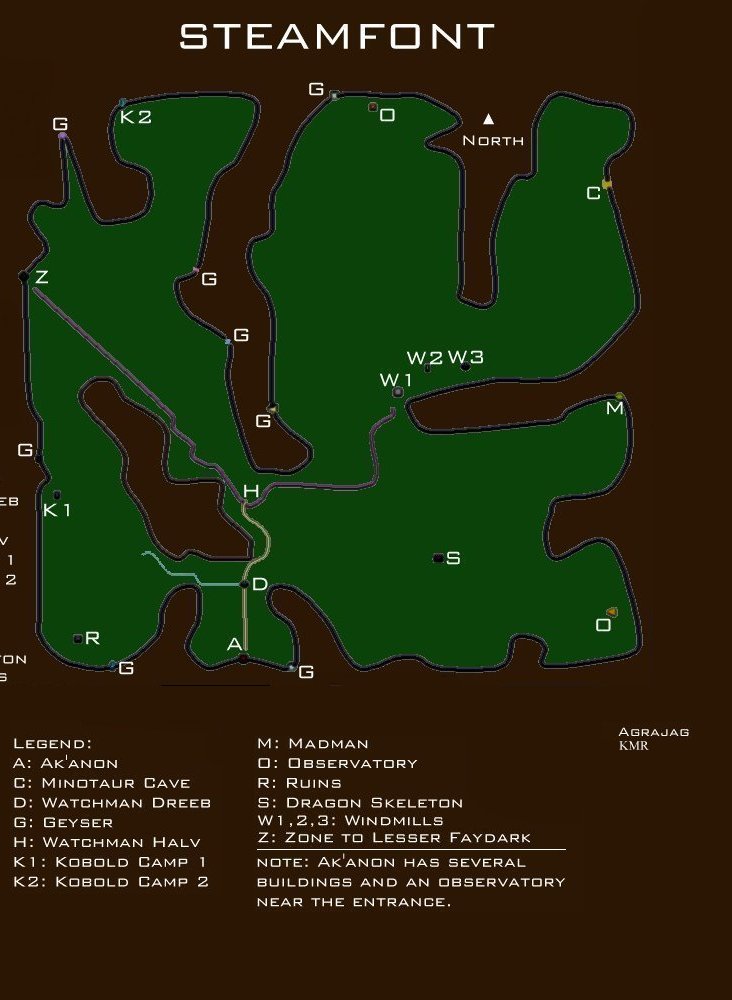 STEAMFONT
G
K2
G
O
NORTH
C
Z
G
G
W2 W3
W1
G
M
G
H
K1
EB
V
1
2
S
D
O
R
A
G
G
TON
S
AGRAJAG
KMR
LEGEND:
A: AK'ANON
C: MINOTAUR CAVE
D: WATCHMAN DREEB
G: GEYSER
H: WATCHMAN HALV
K1: KOBOLD CAMP 1
K2: KOBOLD CAMP 2
M: MADMAN
O: OBSERVATORY
R: RUINS
S: DRAGON SKELETON
W1,2,3: WINDMILLS
Z: ZONE TO LESSER FAYDARK
NOTE: AK'ANON HAS SEVERAL
BUILDINGS AND AN OBSERVATORY
NEAR THE ENTRANCE.